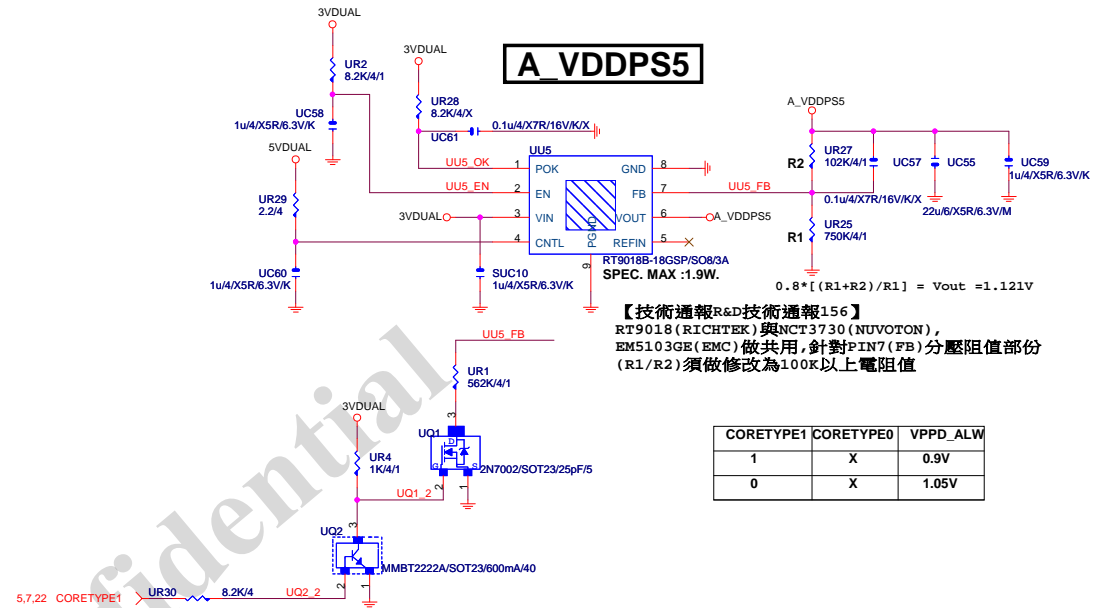 3VDUAL
UR2
8.2K/4/1
3VDUAL
A_VDDPS5
UC58
1u/4/X5R/6.3V/K
UR28
8.2K/4/X
0.1u/4/X7R/16V/K/X
UC61
5VDUAL
UR29
2.2/4
UU5_OK
UU5_EN
3VDUAL
UU5
1 POK
2 EN
3 VIN
4 CNTL
GND 8
FB 7
VOUT 6
REFIN 5
PGND
9
UU5_FB
A_VDDPS5
RT9018B-18GSP/SO8/3A
SPEC. MAX :1.9W.
A_VDDPS5
R2
UR27
102K/4/1
UC57
UC55
UC59
1u/4/X5R/6.3V/K
0.1u/4/X7R/16V/K/X
22u/6/X5R/6.3V/M
R1
UR25
750K/4/1
UC60
1u/4/X5R/6.3V/K
SUC10
1u/4/X5R/6.3V/K
0.8*[(R1+R2)/R1] = Vout =1.121V
【技術通報R&D技術通報156】
RT9018(RICHTEK)與NCT3730(NUVOTON),
EM5103GE(EMC)做共用,針對PIN7(FB)分壓阻值部份
(R1/R2)須做修改為100K以上電阻值
UU5_FB
UR1
562K/4/1
3VDUAL
UR4
1K/4/1
3
UQ1
D
G
S
2N7002/SOT23/25pF/5
2
1
UQ1_2
3
UQ2
MMBT2222A/SOT23/600mA/40
2
1
5,7,22 CORETYPE1
UR30
8.2K/4
UQ2_2
CORETYPE1 CORETYPE0 VPPD_ALW
1 X 0.9V
0 X 1.05V
nfidential